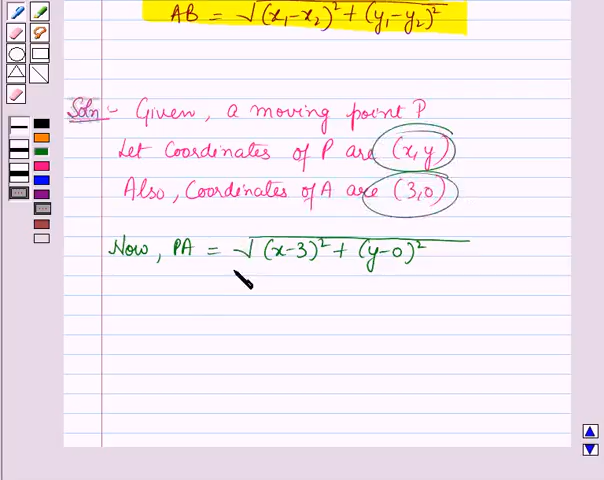 AB = √(x₁-x₂)² + (y₁-y₂)²
Soln:- Given, a moving point P
Let Coordinates of P are (x,y)
Also, Coordinates of A are (3,0)
Now, PA = √(x-3)² + (y-0)²